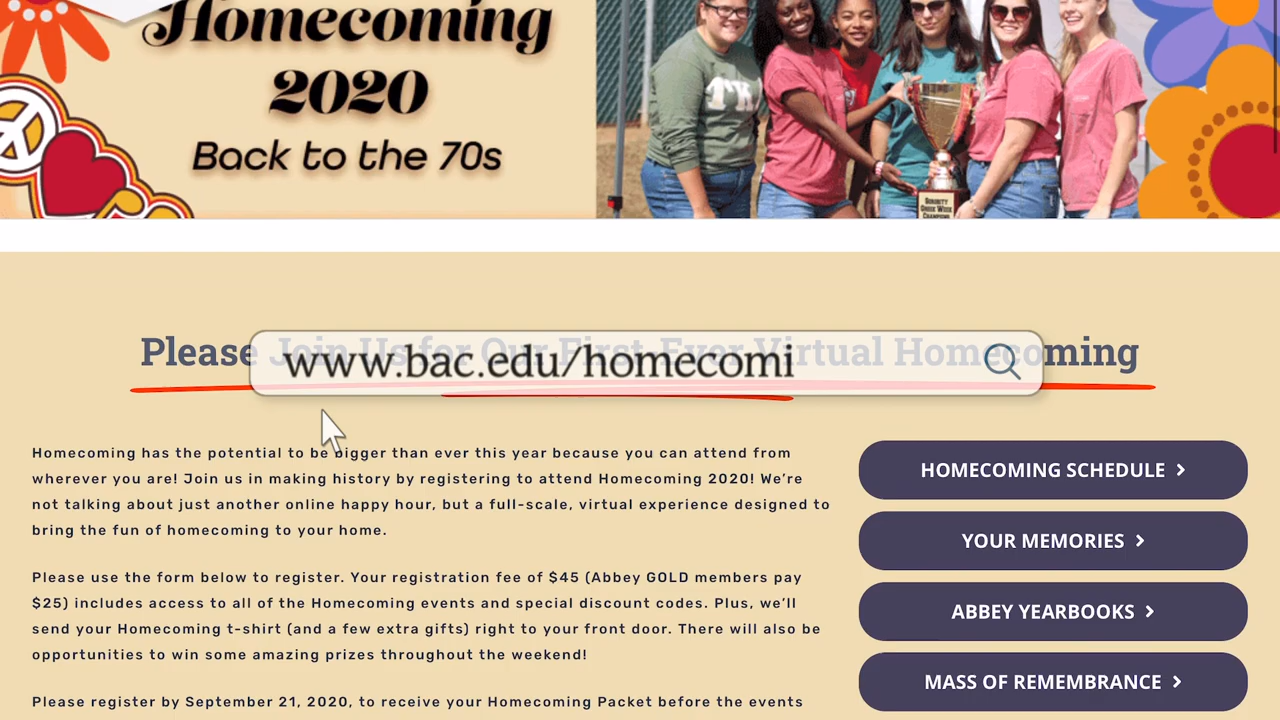 Homecoming
2020
Back to the 70s
SORORITY
GREEK WEEK
CHAMPIONS
Please Join Us for Our First-Ever Virtual Homecoming
www.bac.edu/homecomi
Homecoming has the potential to be bigger than ever this year because you can attend from
wherever you are! Join us in making history by registering to attend Homecoming 2020! We’re
not talking about just another online happy hour, but a full-scale, virtual experience designed to
bring the fun of homecoming to your home.
Please use the form below to register. Your registration fee of $45 (Abbey GOLD members pay
$25) includes access to all of the Homecoming events and special discount codes. Plus, we’ll
send your Homecoming t-shirt (and a few extra gifts) right to your front door. There will also be
opportunities to win some amazing prizes throughout the weekend!
Please register by September 21, 2020, to receive your Homecoming Packet before the events
HOMECOMING SCHEDULE
YOUR MEMORIES
ABBEY YEARBOOKS
MASS OF REMEMBRANCE